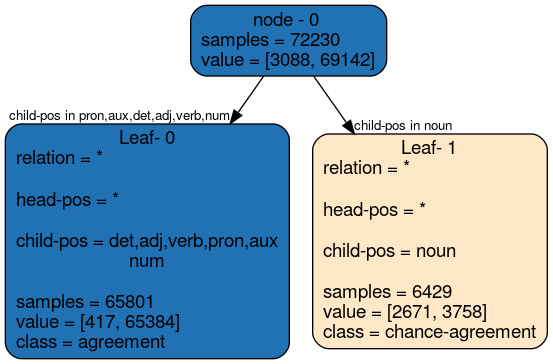 node - 0
samples = 72230
value = [3088, 69142]
child-pos in pron,aux,det,adj,verb,num
child-pos in noun
Leaf- 0
relation = *
head-pos = *
child-pos = det,adj,verb,pron,aux
num
samples = 65801
value = [417, 65384]
class = agreement
Leaf- 1
relation = *
head-pos = *
child-pos = noun
samples = 6429
value = [2671, 3758]
class = chance-agreement